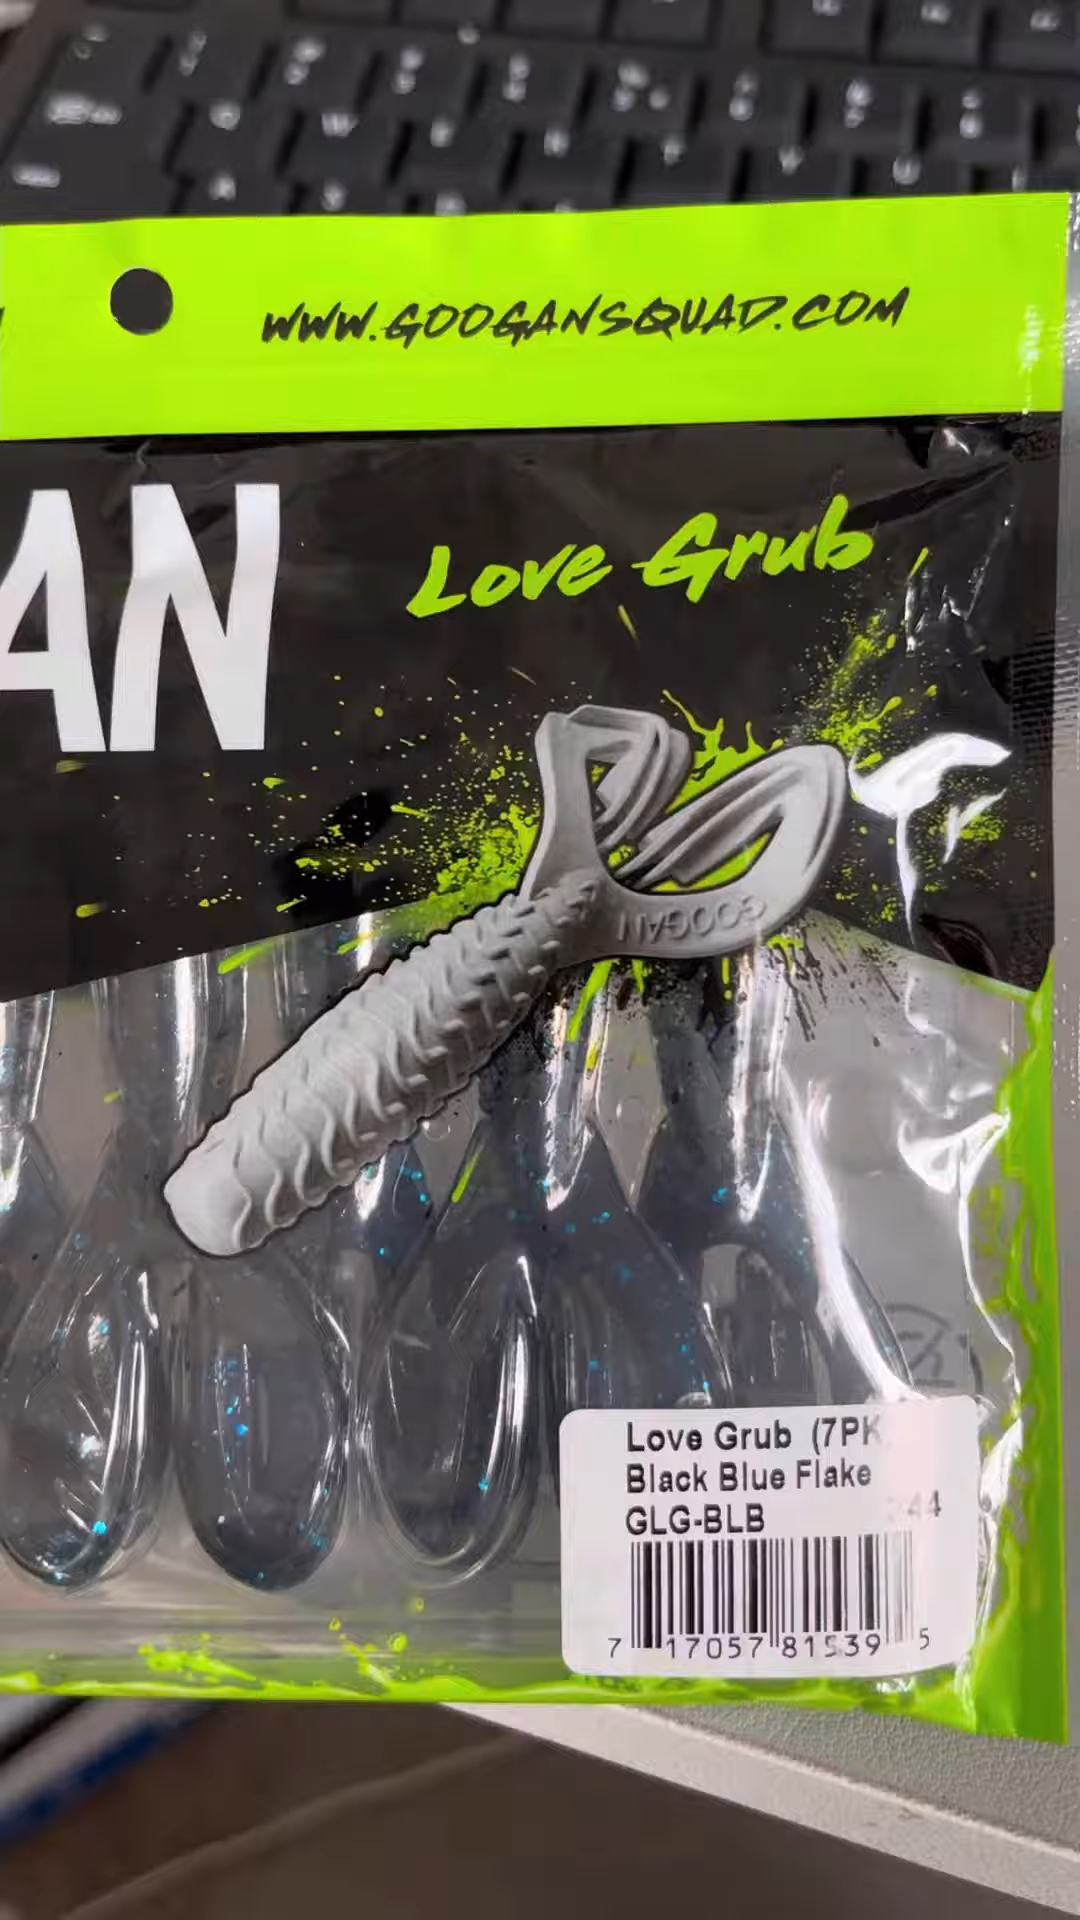 WWW.GOOGANSQUAD.COM
AN
Love Grub
GOOGAN
Love Grub (7PK
Black Blue Flake
GLG-BLB
44
7 17057 81539 5